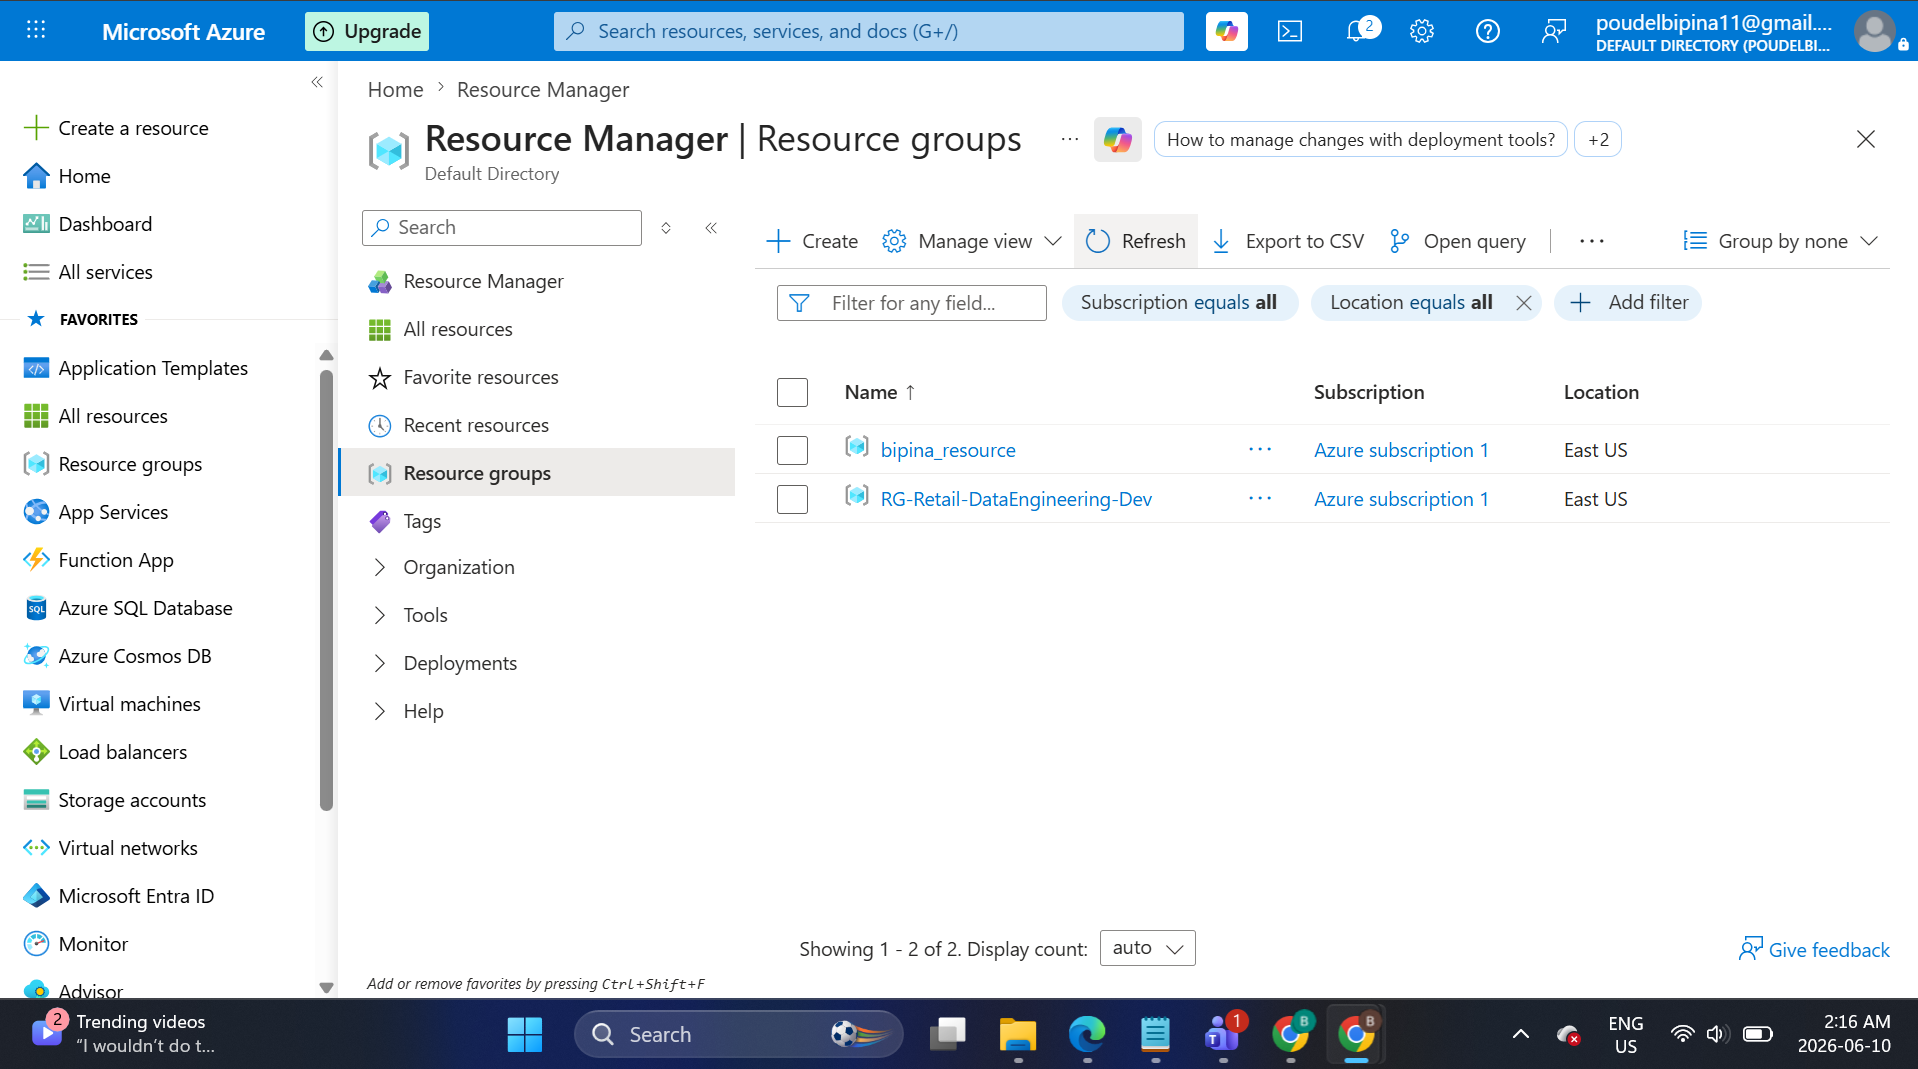 Microsoft Azure
Upgrade
Search resources, services, and docs (G+/)
2
poudelbipina11@gmail....
DEFAULT DIRECTORY (POUDELBI...
Create a resource
Home
Dashboard
All services
FAVORITES
Application Templates
All resources
Resource groups
App Services
Function App
Azure SQL Database
Azure Cosmos DB
Virtual machines
Load balancers
Storage accounts
Virtual networks
Microsoft Entra ID
Monitor
Advisor
Home > Resource Manager
Resource Manager | Resource groups
Default Directory
...
How to manage changes with deployment tools?
+2
Search
Resource Manager
All resources
Favorite resources
Recent resources
Resource groups
Tags
Organization
Tools
Deployments
Help
Add or remove favorites by pressing Ctrl+Shift+F
Create
Manage view
Refresh
Export to CSV
Open query
...
Group by none
Filter for any field...
Subscription equals all
Location equals all
Add filter
Name ↑ Subscription Location
bipina_resource ... Azure subscription 1 East US
RG-Retail-DataEngineering-Dev ... Azure subscription 1 East US
Showing 1 - 2 of 2. Display count: auto
Give feedback
2
Trending videos
“I wouldn’t do t...
Search
1
B
B
ENG
US
2:16 AM
2026-06-10